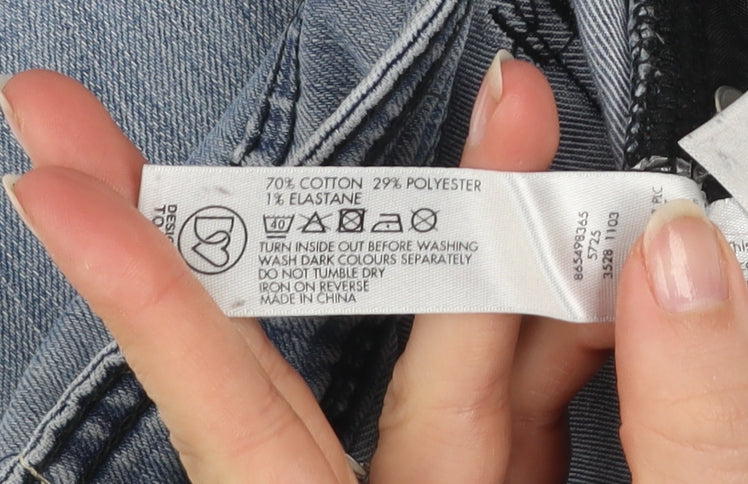 70% COTTON 29% POLYESTER
1% ELASTANE
40
TURN INSIDE OUT BEFORE WASHING
WASH DARK COLOURS SEPARATELY
DO NOT TUMBLE DRY
IRON ON REVERSE
MADE IN CHINA
865498365
5725
3528 1103
PLC